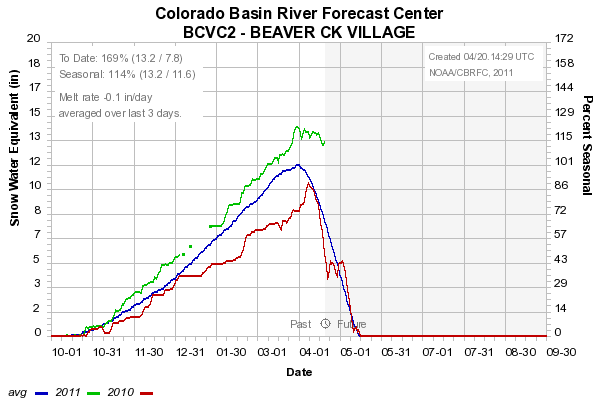 Colorado Basin River Forecast Center
BCVC2 - BEAVER CK VILLAGE
To Date: 169% (13.2 / 7.8)
Seasonal: 114% (13.2 / 11.6)
Melt rate -0.1 in/day
averaged over last 3 days.
Created 04/20.14:29 UTC
NOAA/CBRFC, 2011
Snow Water Equivalent (in)
20
18
17
15
13
12
10
8
7
5
3
2
0
Percent Seasonal
172
158
144
129
115
101
86
72
57
43
29
14
0
Past
Future
10-01 10-31 11-30 12-31 01-30 03-01 04-01 05-01 05-31 07-01 07-31 08-30 09-30
Date
avg 2011 2010